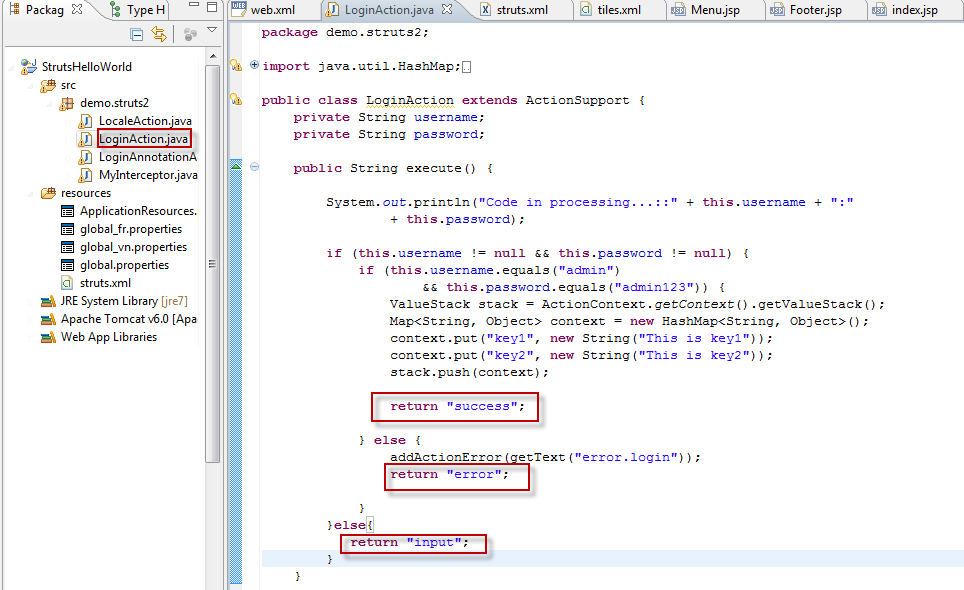 Packag
Type H
StrutsHelloWorld
src
demo.struts2
LocaleAction.java
LoginAction.java
LoginAnnotationA
MyInterceptor.java
resources
ApplicationResources.
global_fr.properties
global_vn.properties
global.properties
struts.xml
JRE System Library [jre7]
Apache Tomcat v6.0 [Apa
Web App Libraries
web.xml
LoginAction.java
struts.xml
tiles.xml
Menu.jsp
Footer.jsp
index.jsp
package demo.struts2;
import java.util.HashMap;
public class LoginAction extends ActionSupport {
private String username;
private String password;
public String execute() {
System.out.println("Code in processing...::" + this.username + ":"
+ this.password);
if (this.username != null && this.password != null) {
if (this.username.equals("admin")
&& this.password.equals("admin123")) {
ValueStack stack = ActionContext.getContext().getValueStack();
Map<String, Object> context = new HashMap<String, Object>();
context.put("key1", new String("This is key1"));
context.put("key2", new String("This is key2"));
stack.push(context);
return "success";
} else {
addActionError(getText("error.login"));
return "error";
}
}else{
return "input";
}
}